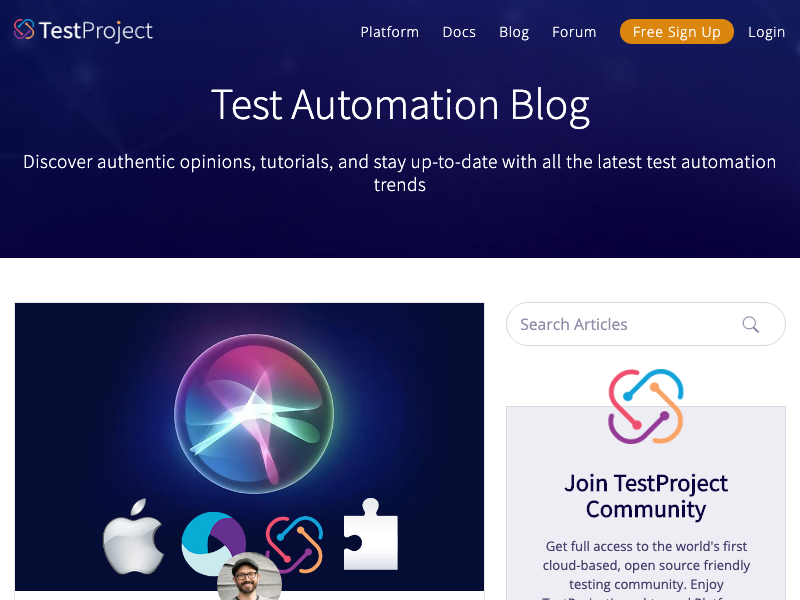 TestProject
Platform
Docs
Blog
Forum
Free Sign Up
Login
Test Automation Blog
Discover authentic opinions, tutorials, and stay up-to-date with all the latest test automation
trends
Search Articles
Join TestProject
Community
Get full access to the world's first
cloud-based, open source friendly
testing community. Enjoy